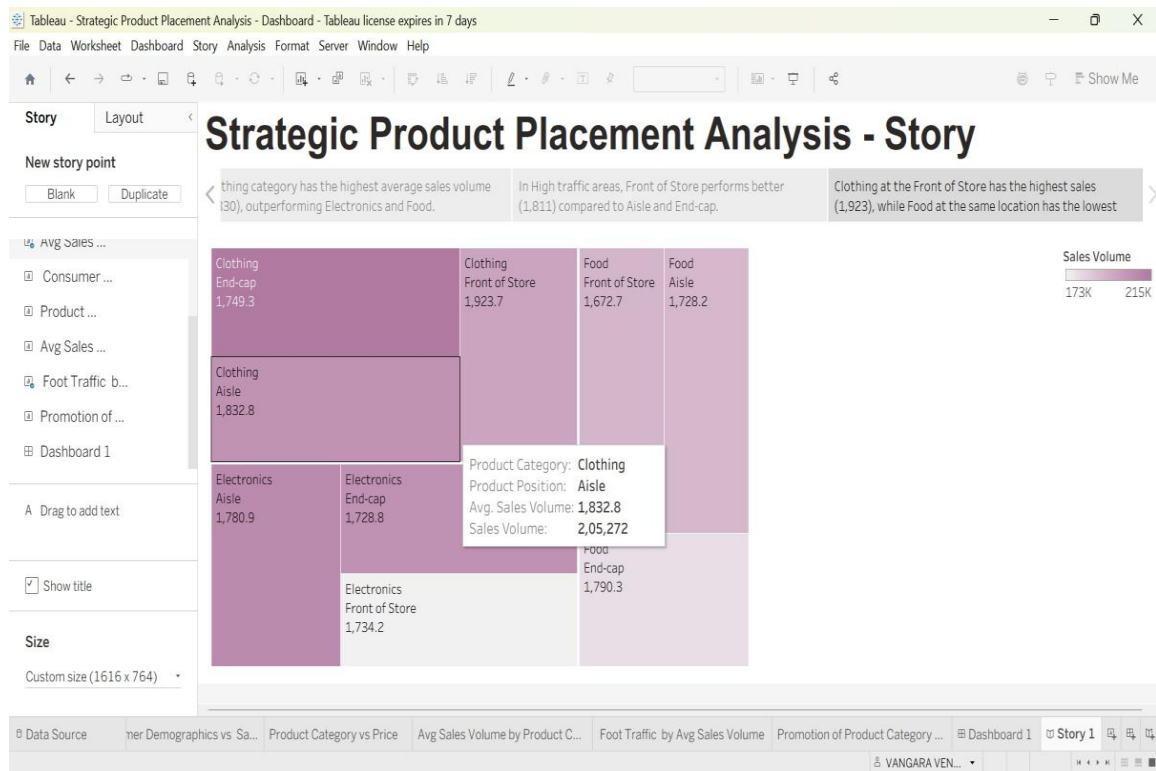 Tableau - Strategic Product Placement Analysis - Dashboard - Tableau license expires in 7 days
File Data Worksheet Dashboard Story Analysis Format Server Window Help
Show Me
Story Layout
New story point
Blank Duplicate
Avg Sales ...
Consumer ...
Product ...
Avg Sales ...
Foot Traffic b...
Promotion of ...
Dashboard 1
A Drag to add text
Show title
Size
Custom size (1616 x 764)
Strategic Product Placement Analysis - Story
thing category has the highest average sales volume
30), outperforming Electronics and Food.
In High traffic areas, Front of Store performs better
(1,811) compared to Aisle and End-cap.
Clothing at the Front of Store has the highest sales
(1,923), while Food at the same location has the lowest
Clothing
End-cap
1,749.3
Clothing
Front of Store
1,923.7
Food
Front of Store
1,672.7
Food
Aisle
1,728.2
Clothing
Aisle
1,832.8
Electronics
Aisle
1,780.9
Electronics
End-cap
1,728.8
Electronics
Front of Store
1,734.2
Food
End-cap
1,790.3
Product Category: Clothing
Product Position: Aisle
Avg. Sales Volume: 1,832.8
Sales Volume: 2,05,272
Sales Volume
173K 215K
Data Source
mer Demographics vs Sa...
Product Category vs Price
Avg Sales Volume by Product C...
Foot Traffic by Avg Sales Volume
Promotion of Product Category ...
Dashboard 1
Story 1
VANGARA VEN...